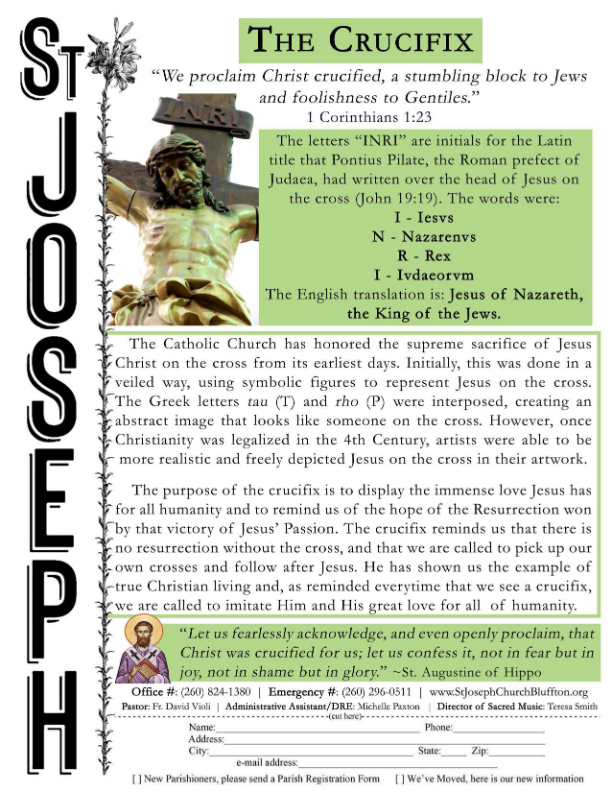 ST JOSEPH
THE CRUCIFIX
“We proclaim Christ crucified, a stumbling block to Jews
and foolishness to Gentiles.”
1 Corinthians 1:23
INRI
The letters “INRI” are initials for the Latin
title that Pontius Pilate, the Roman prefect of
Judaea, had written over the head of Jesus on
the cross (John 19:19). The words were:
I - Iesvs
N - Nazarenvs
R - Rex
I - Ivdaeorvm
The English translation is: Jesus of Nazareth,
the King of the Jews.
The Catholic Church has honored the supreme sacrifice of Jesus
Christ on the cross from its earliest days. Initially, this was done in a
veiled way, using symbolic figures to represent Jesus on the cross.
The Greek letters tau (T) and rho (P) were interposed, creating an
abstract image that looks like someone on the cross. However, once
Christianity was legalized in the 4th Century, artists were able to be
more realistic and freely depicted Jesus on the cross in their artwork.
The purpose of the crucifix is to display the immense love Jesus has
for all humanity and to remind us of the hope of the Resurrection won
by that victory of Jesus’ Passion. The crucifix reminds us that there is
no resurrection without the cross, and that we are called to pick up our
own crosses and follow after Jesus. He has shown us the example of
true Christian living and, as reminded everytime that we see a crucifix,
we are called to imitate Him and His great love for all of humanity.
“Let us fearlessly acknowledge, and even openly proclaim, that
Christ was crucified for us; let us confess it, not in fear but in
joy, not in shame but in glory.” ~St. Augustine of Hippo
Office #: (260) 824-1380 | Emergency #: (260) 296-0511 | www.StJosephChurchBluffton.org
Pastor: Fr. David Violi | Administrative Assistant/DRE: Michelle Paxton | Director of Sacred Music: Teresa Smith
(cut here)
Name: Phone:
Address:
City: State: Zip:
e-mail address:
[ ] New Parishioners, please send a Parish Registration Form [ ] We’ve Moved, here is our new information